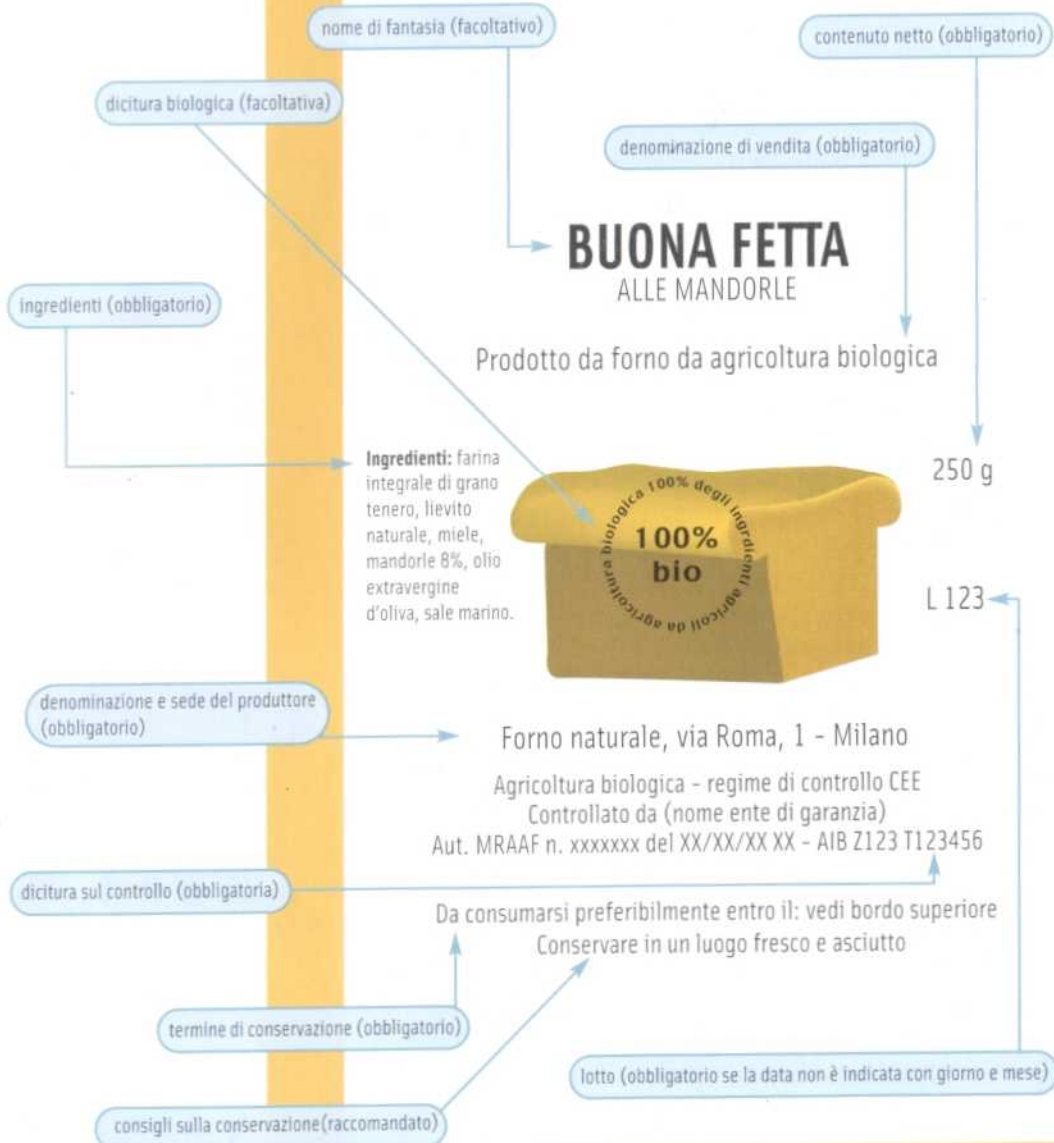 nome di fantasia (facoltativo)
contenuto netto (obbligatorio)
dicitura biologica (facoltativa)
denominazione di vendita (obbligatorio)
BUONA FETTA
ALLE MANDORLE
ingredienti (obbligatorio)
Prodotto da forno da agricoltura biologica
Ingredienti: farina
integrale di grano
tenero, lievito
naturale, miele,
mandorle 8%, olio
extravergine
d'oliva, sale marino.
250 g
100% degli ingrdienti agricoli da agricoltura biologica
100%
bio
L 123
denominazione e sede del produttore
(obbligatorio)
Forno naturale, via Roma, 1 - Milano
Agricoltura biologica - regime di controllo CEE
Controllato da (nome ente di garanzia)
Aut. MRAAF n. xxxxxxx del XX/XX/XX XX - AIB Z123 T123456
dicitura sul controllo (obbligatoria)
Da consumarsi preferibilmente entro il: vedi bordo superiore
Conservare in un luogo fresco e asciutto
termine di conservazione (obbligatorio)
lotto (obbligatorio se la data non è indicata con giorno e mese)
consigli sulla conservazione(raccomandato)